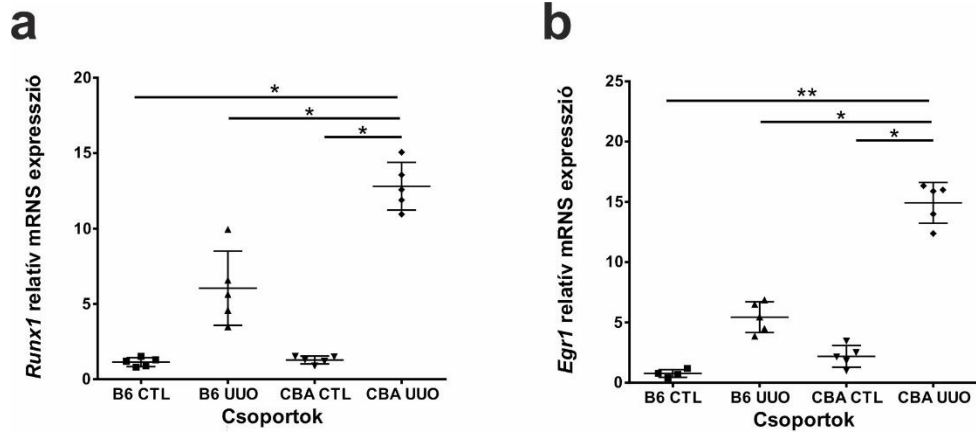 a
Runx1 relatív mRNS expresszió
20
15
10
5
0
*
*
*
B6 CTL B6 UUO CBA CTL CBA UUO
Csoportok
b
Egr1 relatív mRNS expresszió
25
20
15
10
5
0
**
*
*
B6 CTL B6 UUO CBA CTL CBA UUO
Csoportok